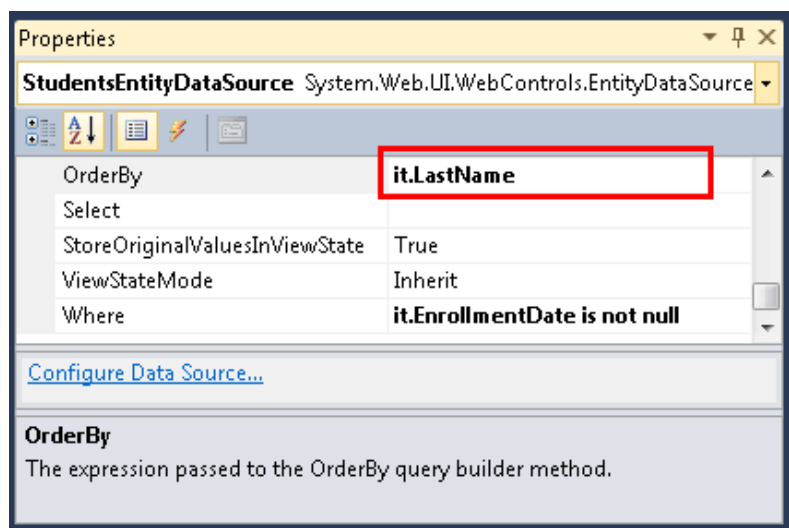 Properties
StudentsEntityDataSource System.Web.UI.WebControls.EntityDataSource
OrderBy it.LastName
Select
StoreOriginalValuesInViewState True
ViewStateMode Inherit
Where it.EnrollmentDate is not null
Configure Data Source...
OrderBy
The expression passed to the OrderBy query builder method.